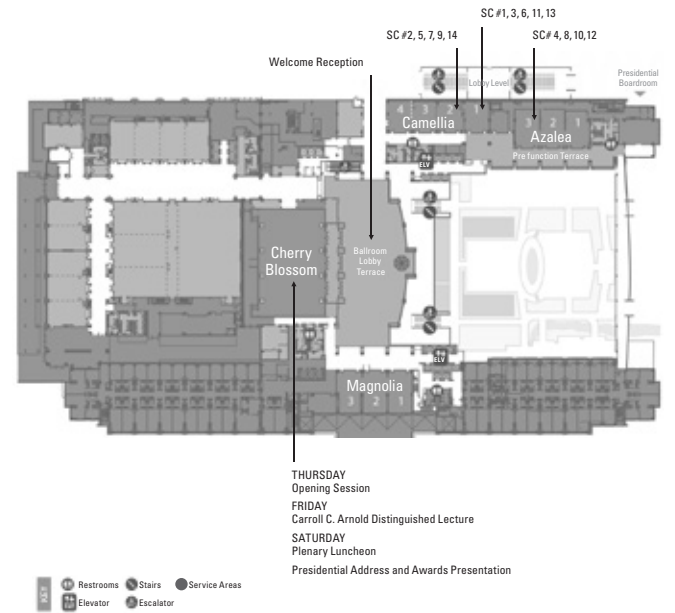 SC #1, 3, 6, 11, 13
SC #2, 5, 7, 9, 14
SC# 4, 8, 10,12
Welcome Reception
Lobby Level
Presidential
Boardroom
4 3 2 1
Camellia
3 2 1
Azalea
Prefunction Terrace
ELV
Cherry
Blossom
Ballroom
Lobby
Terrace
ELV
Magnolia
3 2 1
THURSDAY
Opening Session
FRIDAY
Carroll C. Arnold Distinguished Lecture
SATURDAY
Plenary Luncheon
Presidential Address and Awards Presentation
KEY
Restrooms Stairs Service Areas
Elevator Escalator